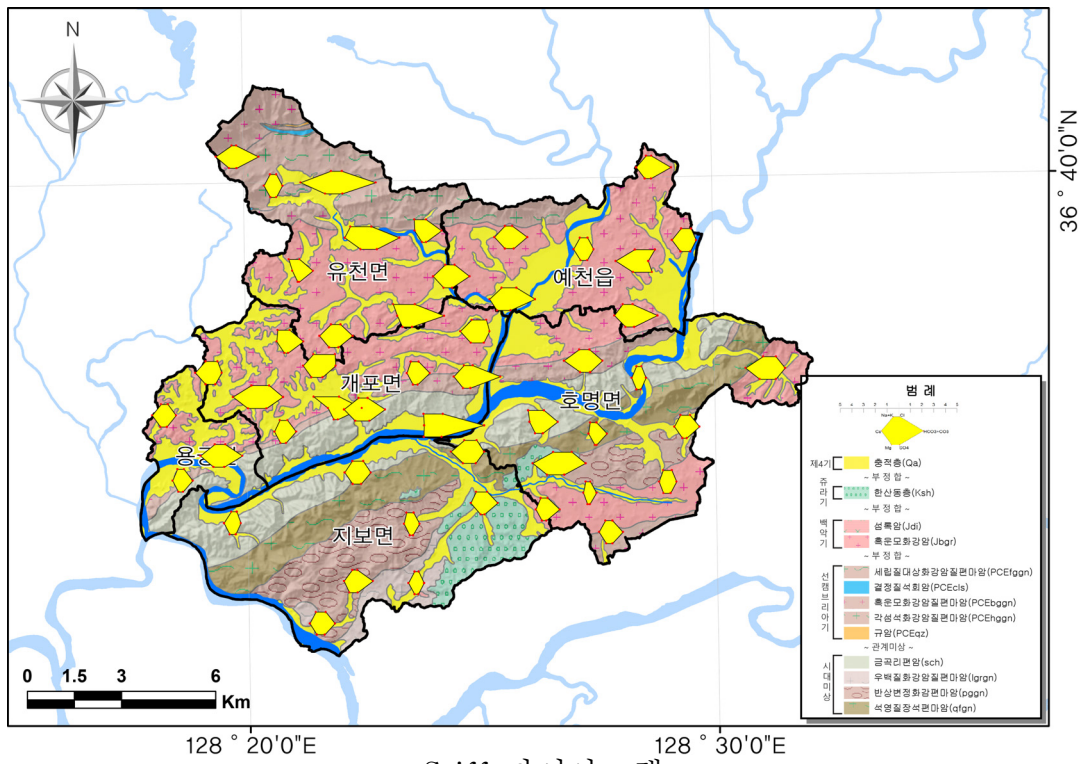 N
36 ° 40'0"N
유천면
예천읍
개포면
호명면
지보면
0 1.5 3 6
Km
128 ° 20'0"E
128 ° 30'0"E
범 례
Na+K Cl
Ca HCO3+CO3
Mg SO4
제4기
충적층(Qa)
~ 부 정 합 ~
쥬라기
한산동층(Ksh)
~ 부 정 합 ~
백악기
섬록암(Jdi)
흑운모화강암(Jbgr)
~ 부 정 합 ~
선캠브리아기
세립질대상화강암질편마암(PCEfggn)
결정질석회암(PCEcls)
흑운모화강암질편마암(PCEbggn)
각섬석화강암질편마암(PCEhggn)
규암(PCEqz)
~ 관계미상 ~
시대미상
금곡리편암(sch)
우백질화강암질편마암(lgrgn)
반상변정화강편마암(pggn)
석영질장석편마암(qfgn)